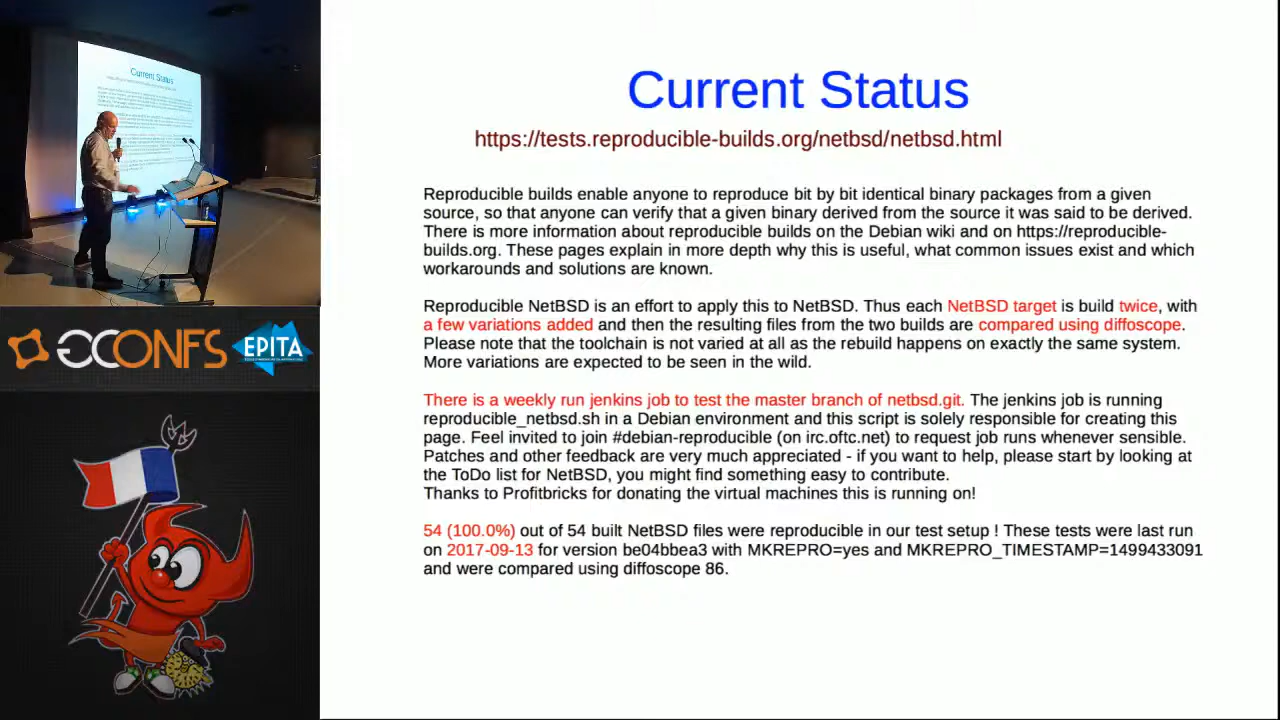 Current Status
https://tests.reproducible-builds.org/netbsd/netbsd.html
Reproducible builds enable anyone to reproduce bit by bit identical binary packages from a given
source, so that anyone can verify that a given binary derived from the source it was said to be derived.
There is more information about reproducible builds on the Debian wiki and on https://reproducible-
builds.org. These pages explain in more depth why this is useful, what common issues exist and which
workarounds and solutions are known.
Reproducible NetBSD is an effort to apply this to NetBSD. Thus each NetBSD target is build twice, with
a few variations added and then the resulting files from the two builds are compared using diffoscope.
Please note that the toolchain is not varied at all as the rebuild happens on exactly the same system.
More variations are expected to be seen in the wild.
There is a weekly run jenkins job to test the master branch of netbsd.git. The jenkins job is running
reproducible_netbsd.sh in a Debian environment and this script is solely responsible for creating this
page. Feel invited to join #debian-reproducible (on irc.oftc.net) to request job runs whenever sensible.
Patches and other feedback are very much appreciated - if you want to help, please start by looking at
the ToDo list for NetBSD, you might find something easy to contribute.
Thanks to Profitbricks for donating the virtual machines this is running on!
54 (100.0%) out of 54 built NetBSD files were reproducible in our test setup ! These tests were last run
on 2017-09-13 for version be04bbea3 with MKREPRO=yes and MKREPRO_TIMESTAMP=1499433091
and were compared using diffoscope 86.
Current Status
GCONFS
EPITA